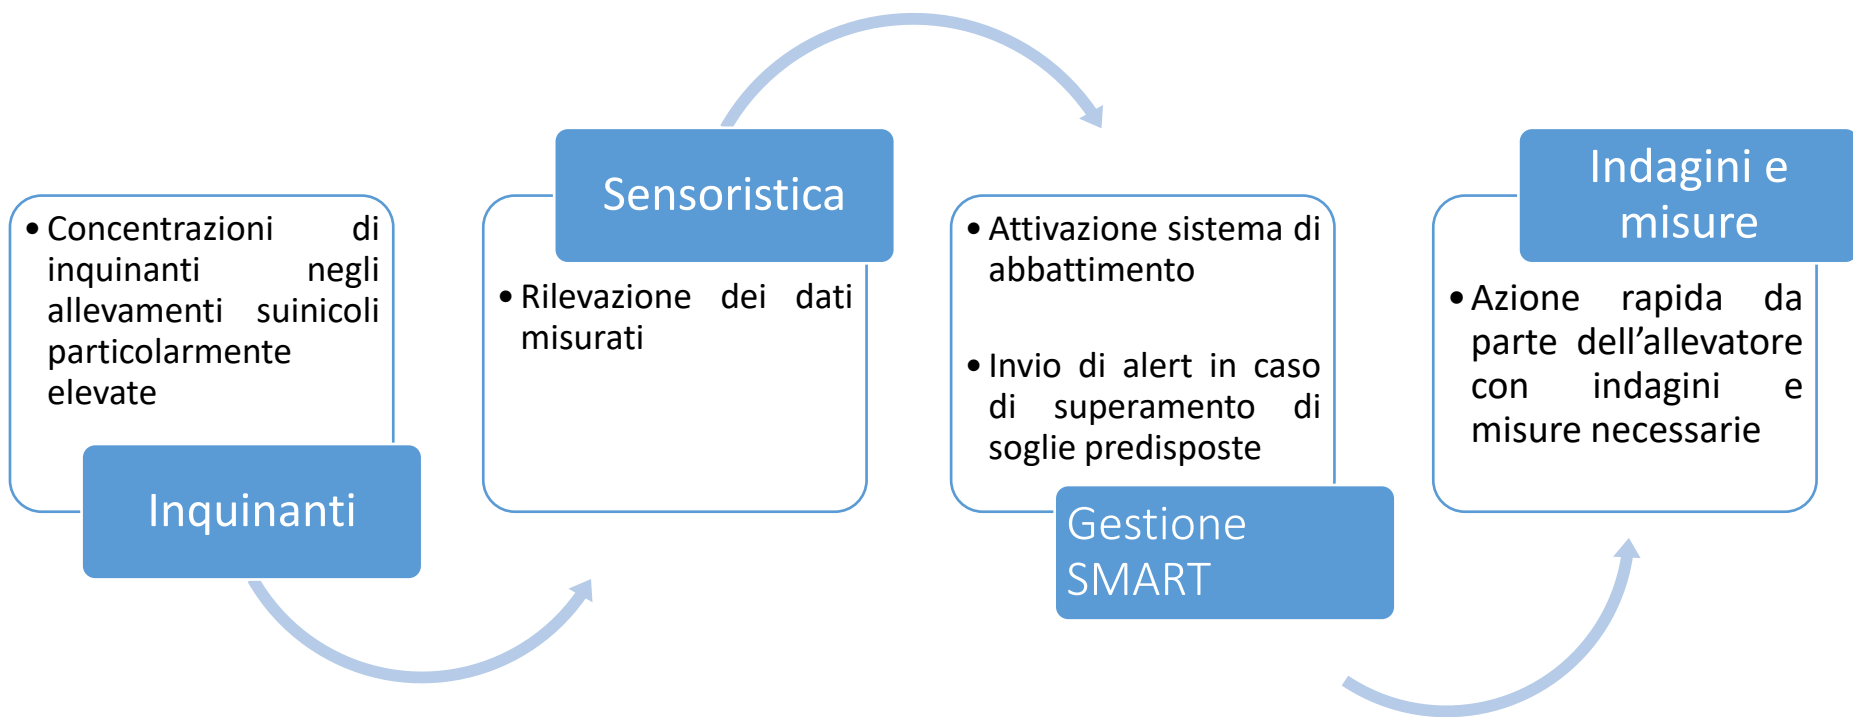 • Concentrazioni di
inquinanti negli
allevamenti suinicoli
particolarmente
elevate
Inquinanti
Sensoristica
• Rilevazione dei dati
misurati
• Attivazione sistema di
abbattimento
• Invio di alert in caso
di superamento di
soglie predisposte
Gestione
SMART
Indagini e
misure
• Azione rapida da
parte dell’allevatore
con indagini e
misure necessarie